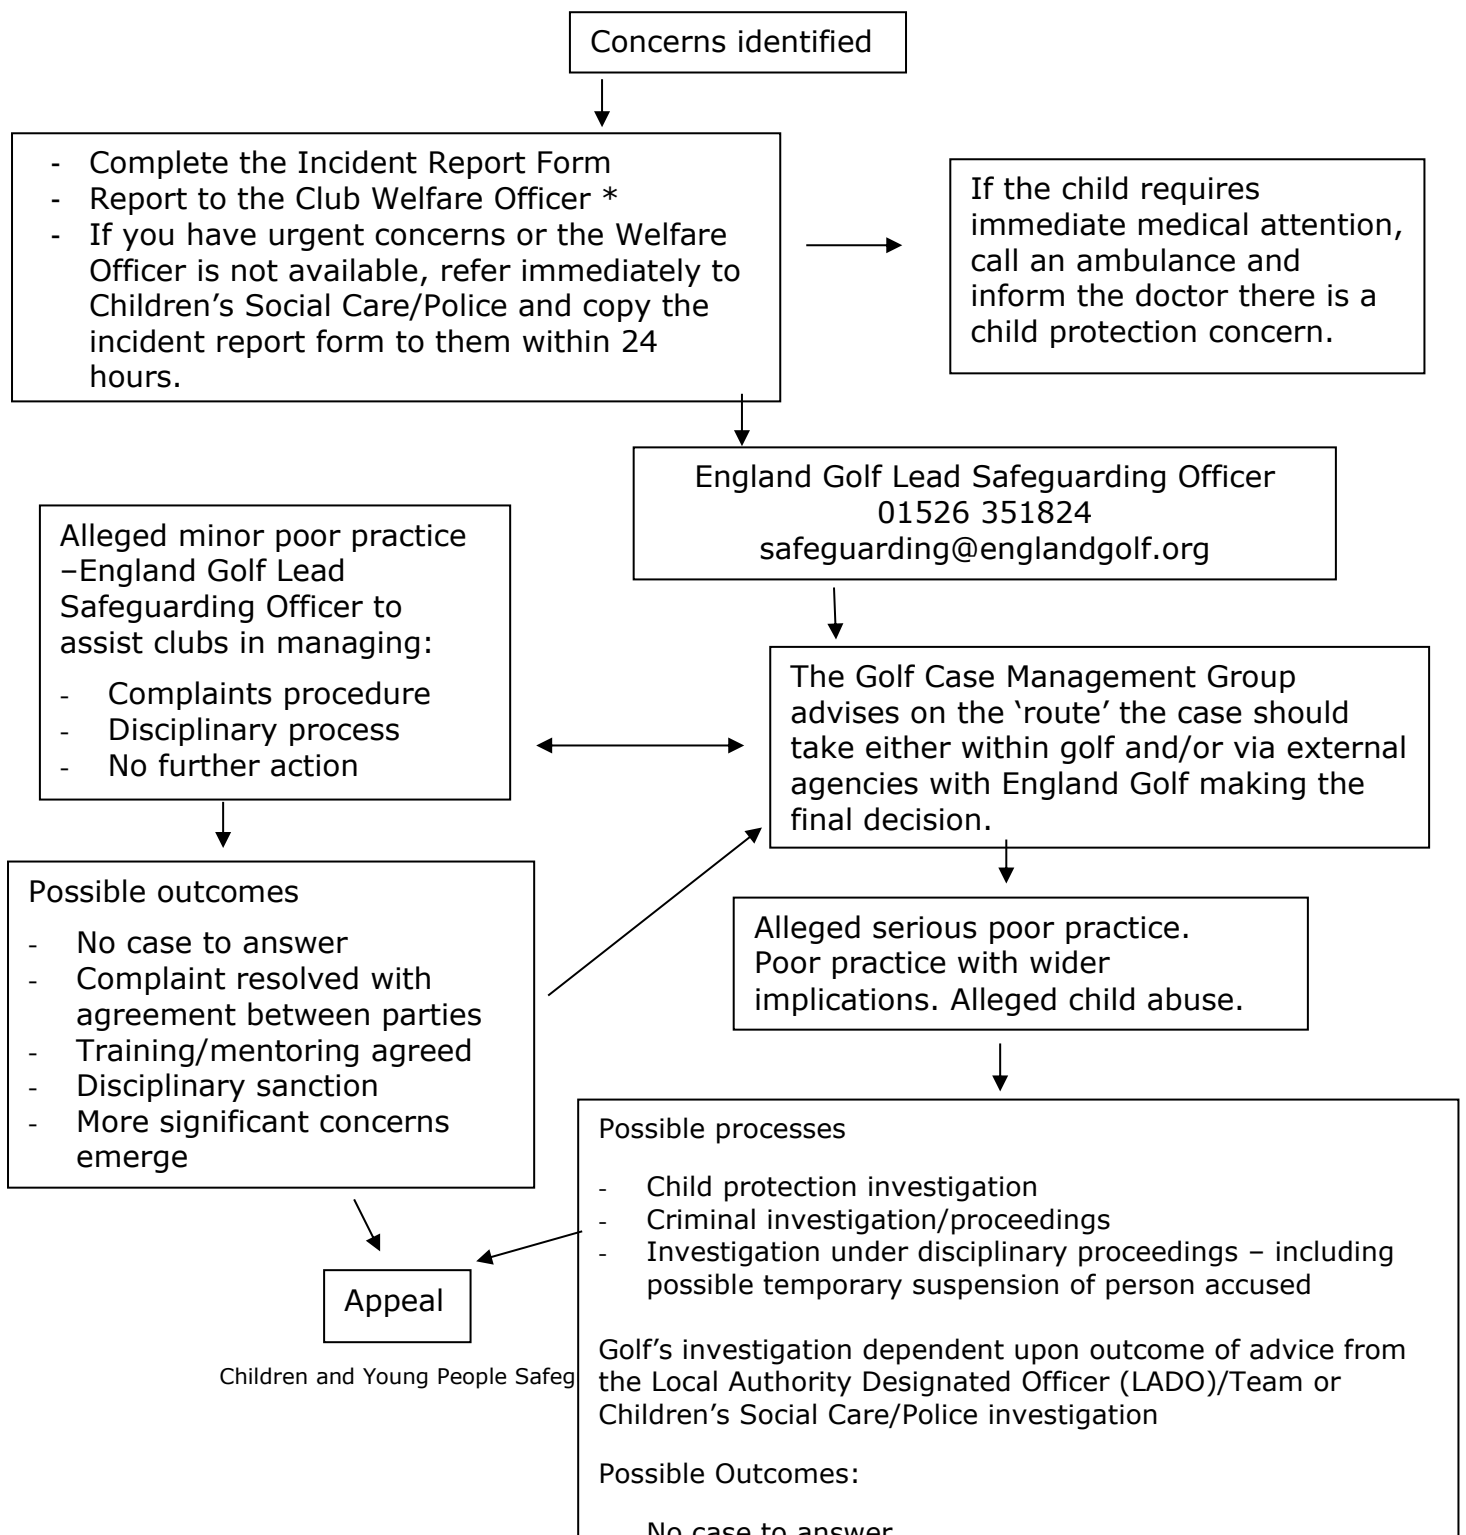 Concerns identified
- Complete the Incident Report Form
- Report to the Club Welfare Officer *
- If you have urgent concerns or the Welfare
Officer is not available, refer immediately to
Children’s Social Care/Police and copy the
incident report form to them within 24
hours.
If the child requires
immediate medical attention,
call an ambulance and
inform the doctor there is a
child protection concern.
England Golf Lead Safeguarding Officer
01526 351824
safeguarding@englandgolf.org
Alleged minor poor practice
–England Golf Lead
Safeguarding Officer to
assist clubs in managing:
- Complaints procedure
- Disciplinary process
- No further action
The Golf Case Management Group
advises on the ‘route’ the case should
take either within golf and/or via external
agencies with England Golf making the
final decision.
Possible outcomes
- No case to answer
- Complaint resolved with
agreement between parties
- Training/mentoring agreed
- Disciplinary sanction
- More significant concerns
emerge
Alleged serious poor practice.
Poor practice with wider
implications. Alleged child abuse.
Possible processes
- Child protection investigation
- Criminal investigation/proceedings
- Investigation under disciplinary proceedings – including
possible temporary suspension of person accused
Golf’s investigation dependent upon outcome of advice from
the Local Authority Designated Officer (LADO)/Team or
Children’s Social Care/Police investigation
Possible Outcomes:
No case to answer
Appeal
Children and Young People Safeg